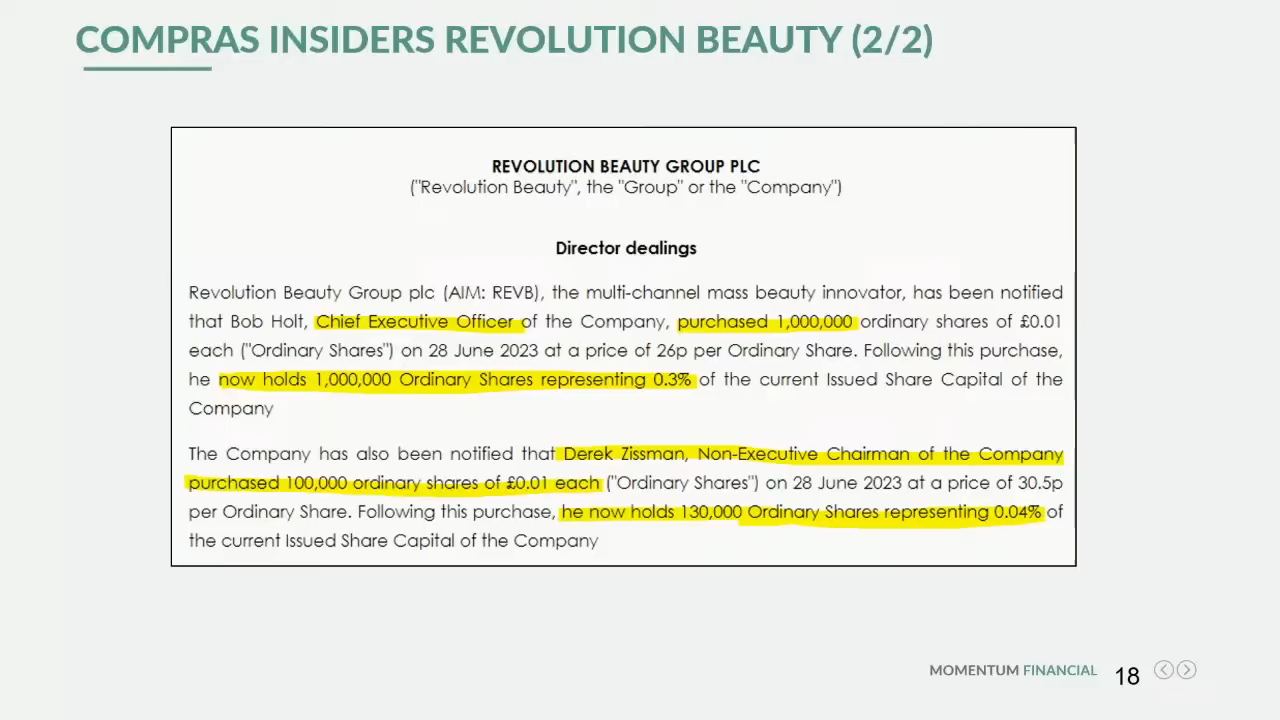 COMPRAS INSIDERS REVOLUTION BEAUTY (2/2)
REVOLUTION BEAUTY GROUP PLC
("Revolution Beauty", the "Group" or the "Company")
Director dealings
Revolution Beauty Group plc (AIM: REVB), the multi-channel mass beauty innovator, has been notified
that Bob Holt, Chief Executive Officer of the Company, purchased 1,000,000 ordinary shares of £0.01
each ("Ordinary Shares") on 28 June 2023 at a price of 26p per Ordinary Share. Following this purchase,
he now holds 1,000,000 Ordinary Shares representing 0.3% of the current Issued Share Capital of the
Company
The Company has also been notified that Derek Zissman, Non-Executive Chairman of the Company
purchased 100,000 ordinary shares of £0.01 each ("Ordinary Shares") on 28 June 2023 at a price of 30.5p
per Ordinary Share. Following this purchase, he now holds 130,000 Ordinary Shares representing 0.04% of
the current Issued Share Capital of the Company
MOMENTUM FINANCIAL 18